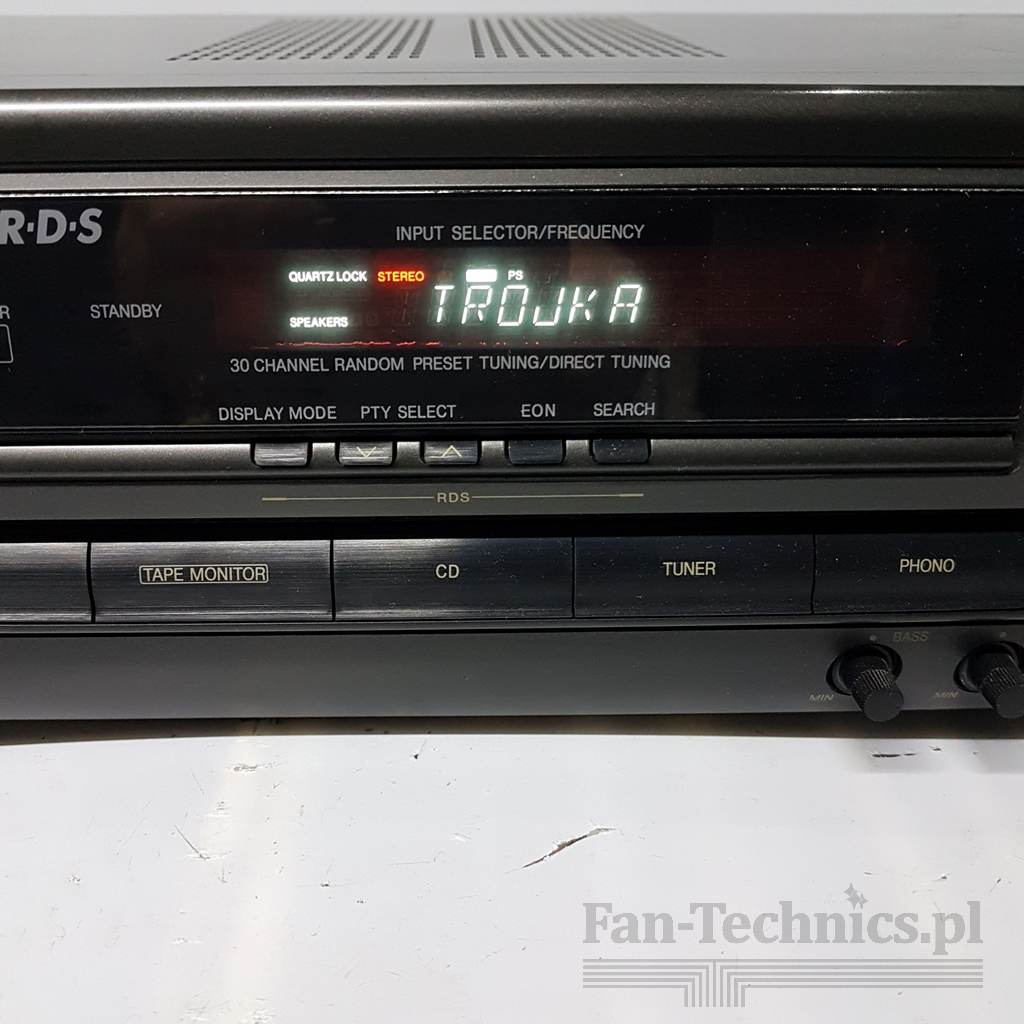 R·D·S
INPUT SELECTOR/FREQUENCY
QUARTZ LOCK STEREO PS
TROJKA
R
STANDBY
SPEAKERS
30 CHANNEL RANDOM PRESET TUNING/DIRECT TUNING
DISPLAY MODE PTY SELECT EON SEARCH
RDS
TAPE MONITOR CD TUNER PHONO
BASS
MIN MIN
Fan-Technics.pl